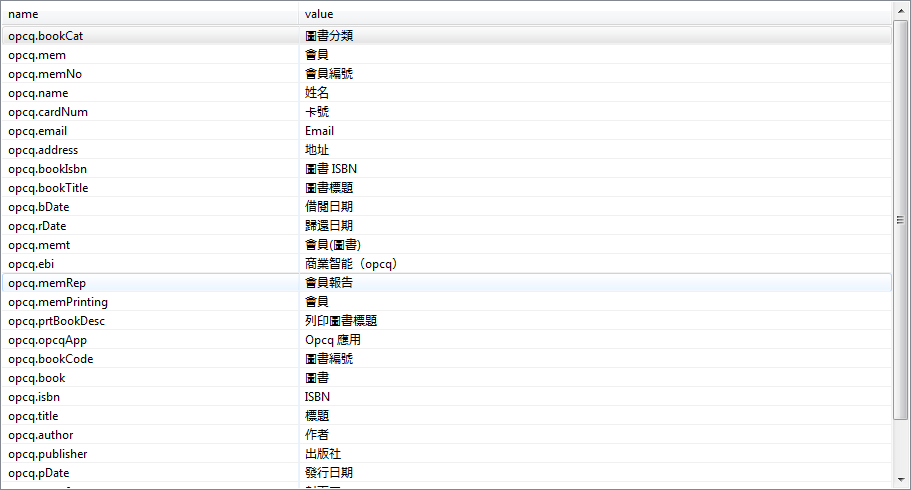 name value
opcq.bookCat 圖書分類
opcq.mem 會員
opcq.memNo 會員編號
opcq.name 姓名
opcq.cardNum 卡號
opcq.email Email
opcq.address 地址
opcq.bookIsbn 圖書 ISBN
opcq.bookTitle 圖書標題
opcq.bDate 借閱日期
opcq.rDate 歸還日期
opcq.memt 會員(圖書)
opcq.ebi 商業智能（opcq）
opcq.memRep 會員報告
opcq.memPrinting 會員
opcq.prtBookDesc 列印圖書標題
opcq.opcqApp Opcq 應用
opcq.bookCode 圖書編號
opcq.book 圖書
opcq.isbn ISBN
opcq.title 標題
opcq.author 作者
opcq.publisher 出版社
opcq.pDate 發行日期